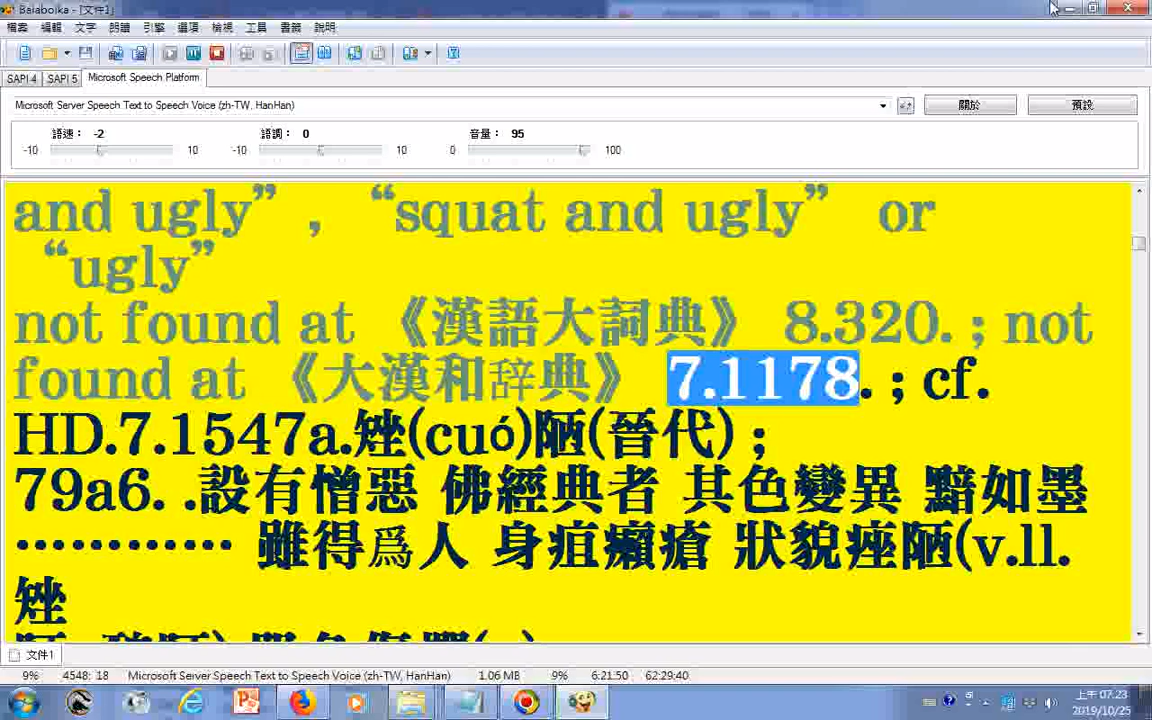 Balabolka - [文件1]
檔案 編輯 文字 朗讀 引擎 選項 檢視 工具 書籤 說明
SAPI 4 SAPI 5 Microsoft Speech Platform
Microsoft Server Speech Text to Speech Voice (zh-TW, HanHan) 關於 預設
語速： -2 語調： 0 音量： 95
-10 10 -10 10 0 100
and ugly”, “squat and ugly” or
“ugly”
not found at 《漢語大詞典》 8.320. ; not
found at 《大漢和辞典》 7.1178. ; cf.
HD.7.1547a.矬(cuó)陋(晉代) ;
79a6. .設有憎惡 佛經典者 其色變異 黯如墨
………… 雖得爲人 身疽癩瘡 狀貌痤陋(v.ll.
矬
文件1
9% 4548: 18 Microsoft Server Speech Text to Speech Voice (zh-TW, HanHan) 1.06 MB 9% 6:21:50 62:29:40
上午 07:23
2019/10/25